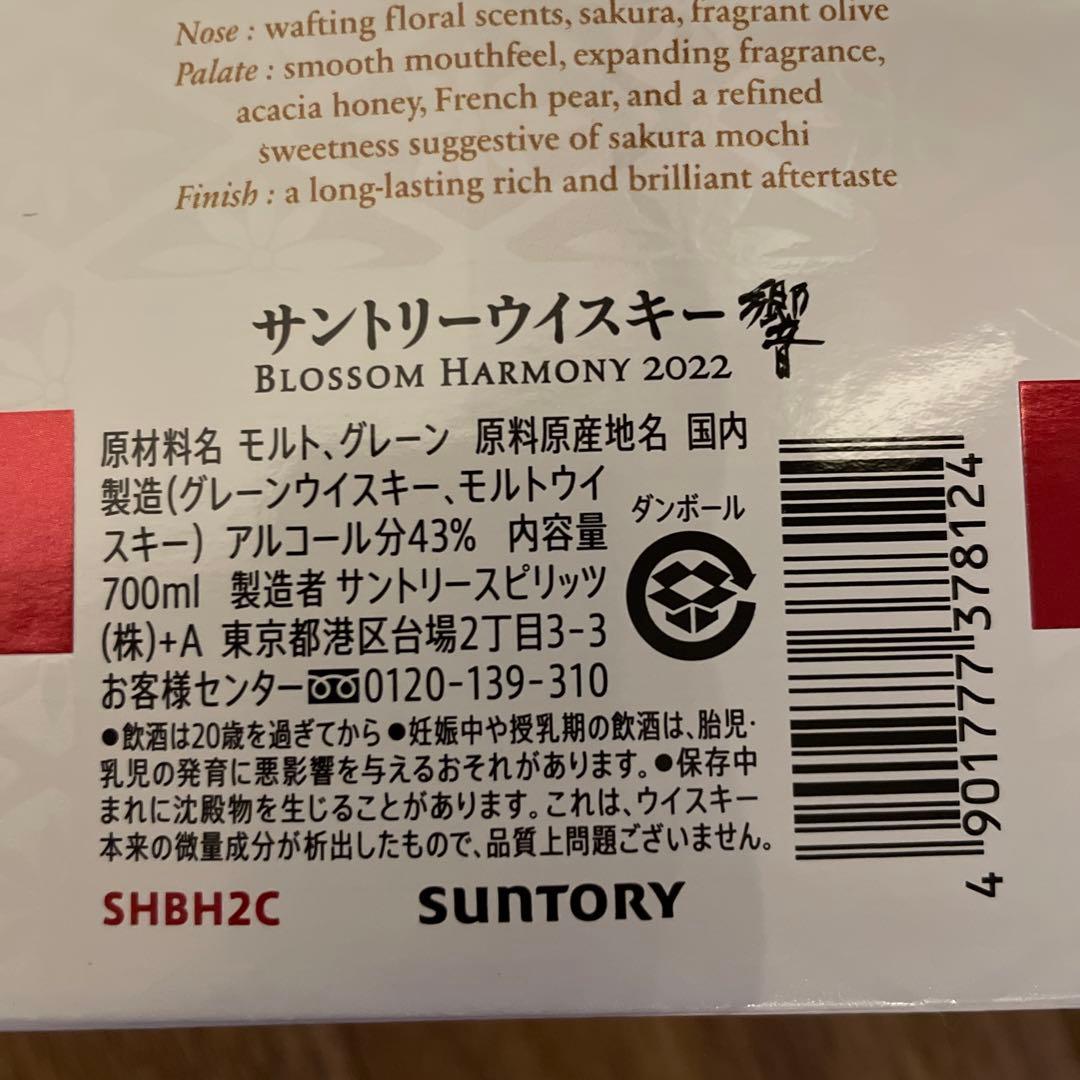 Nose : wafting floral scents, sakura, fragrant olive
Palate : smooth mouthfeel, expanding fragrance,
acacia honey, French pear, and a refined
sweetness suggestive of sakura mochi
Finish : a long-lasting rich and brilliant aftertaste
サントリーウイスキー響
BLOSSOM HARMONY 2022
原材料名 モルト、グレーン 原料原産地名 国内
製造(グレーンウイスキー、モルトウイ
スキー) アルコール分43% 内容量
700ml 製造者 サントリースピリッツ
(株)+A 東京都港区台場2丁目3-3
お客様センター 0120-139-310
ダンボール
●飲酒は20歳を過ぎてから ●妊娠中や授乳期の飲酒は、胎児・
乳児の発育に悪影響を与えるおそれがあります。●保存中
まれに沈殿物を生じることがあります。これは、ウイスキー
本来の微量成分が析出したもので、品質上問題ございません。
SHBH2C
SUNTORY
4 901777 378124